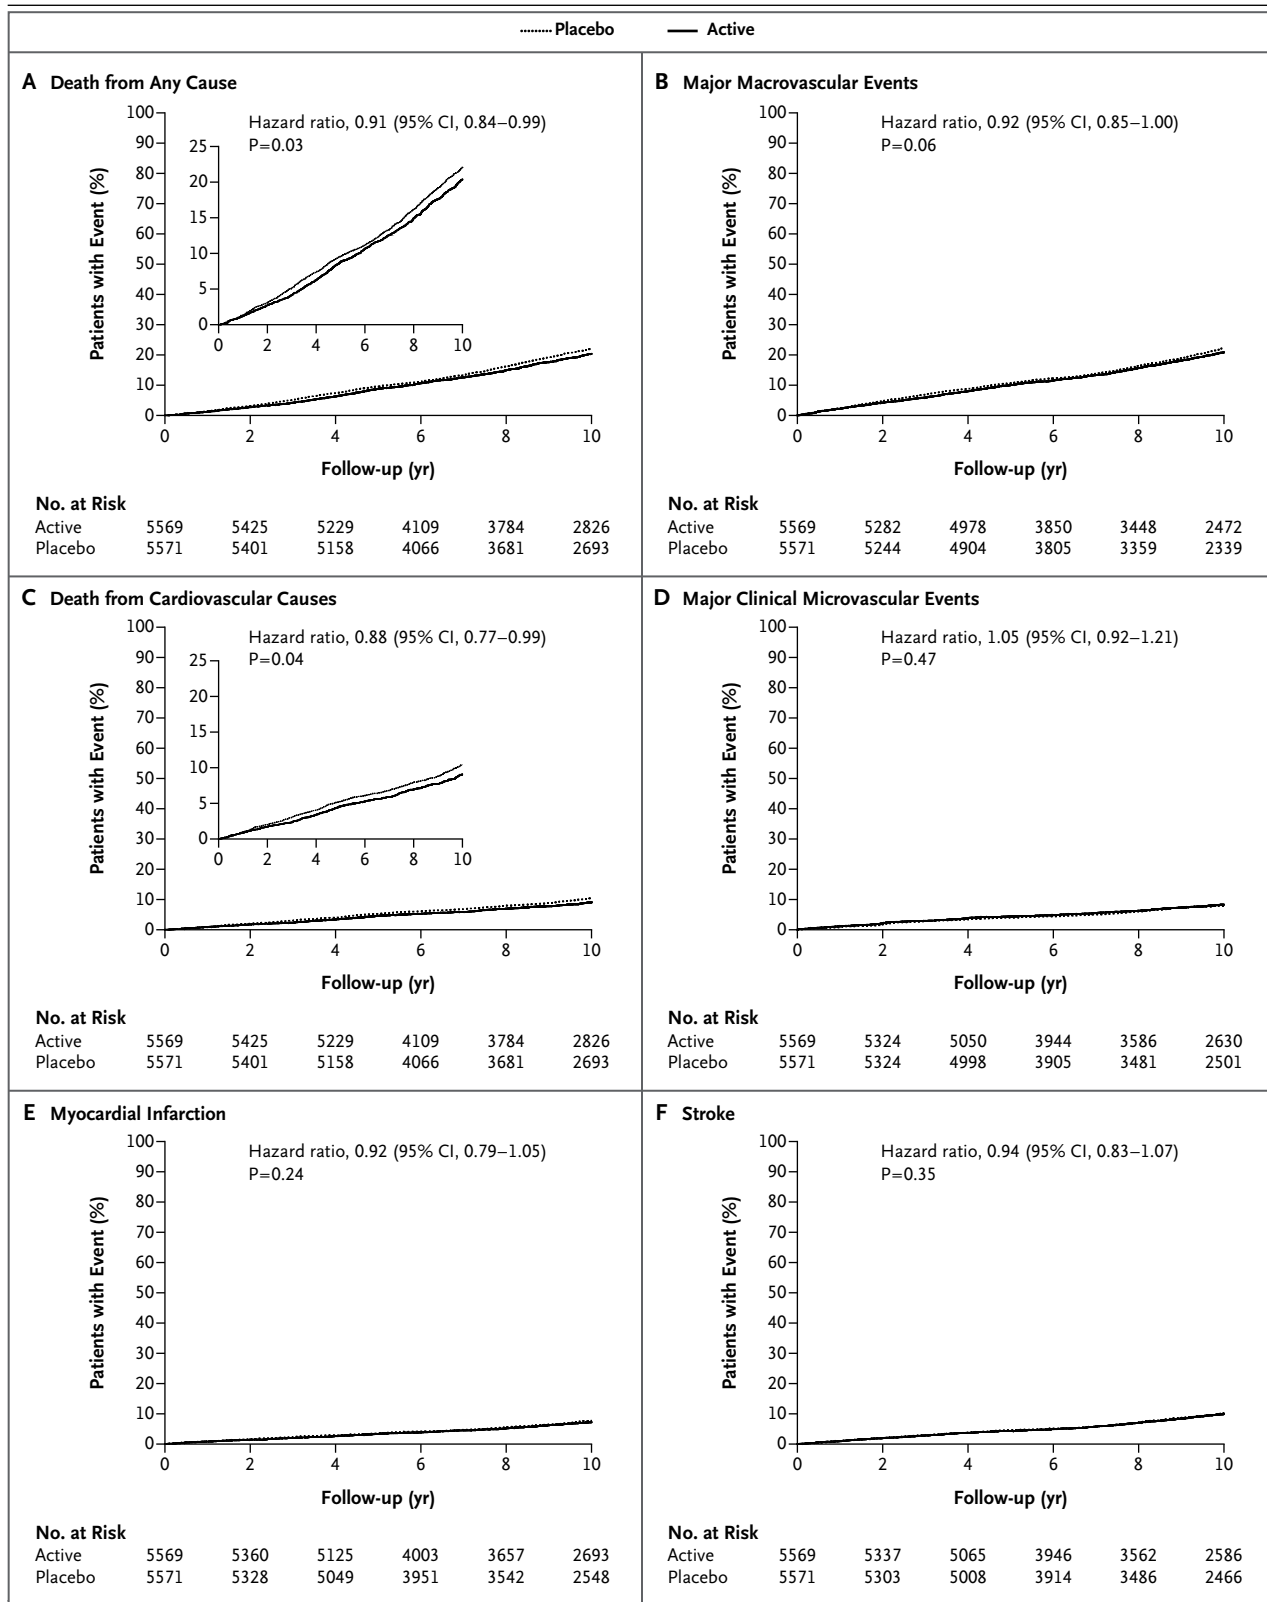 Placebo Active
A Death from Any Cause
Hazard ratio, 0.91 (95% CI, 0.84–0.99)
P=0.03
Patients with Event (%)
100
90
80
70
60
50
40
30
20
10
0
25
20
15
10
5
0
0 2 4 6 8 10
0 2 4 6 8 10
Follow-up (yr)
No. at Risk
Active 5569 5425 5229 4109 3784 2826
Placebo 5571 5401 5158 4066 3681 2693
B Major Macrovascular Events
Hazard ratio, 0.92 (95% CI, 0.85–1.00)
P=0.06
Patients with Event (%)
100
90
80
70
60
50
40
30
20
10
0
0 2 4 6 8 10
Follow-up (yr)
No. at Risk
Active 5569 5282 4978 3850 3448 2472
Placebo 5571 5244 4904 3805 3359 2339
C Death from Cardiovascular Causes
Hazard ratio, 0.88 (95% CI, 0.77–0.99)
P=0.04
Patients with Event (%)
100
90
80
70
60
50
40
30
20
10
0
25
20
15
10
5
0
0 2 4 6 8 10
0 2 4 6 8 10
Follow-up (yr)
No. at Risk
Active 5569 5425 5229 4109 3784 2826
Placebo 5571 5401 5158 4066 3681 2693
D Major Clinical Microvascular Events
Hazard ratio, 1.05 (95% CI, 0.92–1.21)
P=0.47
Patients with Event (%)
100
90
80
70
60
50
40
30
20
10
0
0 2 4 6 8 10
Follow-up (yr)
No. at Risk
Active 5569 5324 5050 3944 3586 2630
Placebo 5571 5324 4998 3905 3481 2501
E Myocardial Infarction
Hazard ratio, 0.92 (95% CI, 0.79–1.05)
P=0.24
Patients with Event (%)
100
90
80
70
60
50
40
30
20
10
0
0 2 4 6 8 10
Follow-up (yr)
No. at Risk
Active 5569 5360 5125 4003 3657 2693
Placebo 5571 5328 5049 3951 3542 2548
F Stroke
Hazard ratio, 0.94 (95% CI, 0.83–1.07)
P=0.35
Patients with Event (%)
100
90
80
70
60
50
40
30
20
10
0
0 2 4 6 8 10
Follow-up (yr)
No. at Risk
Active 5569 5337 5065 3946 3562 2586
Placebo 5571 5303 5008 3914 3486 2466